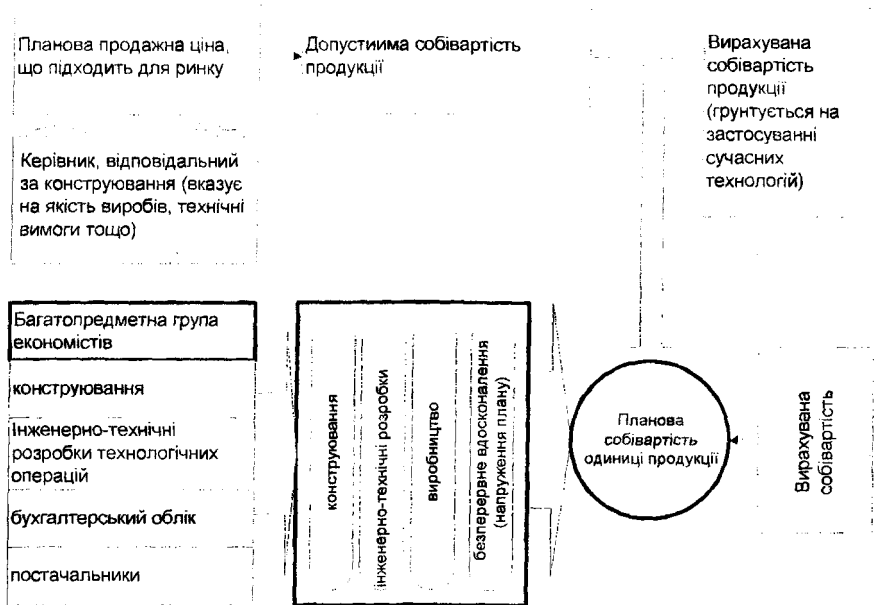 Планова продажна ціна,
що підходить для ринку
Допустиима собівартість
продукції
Вирахувана
собівартість
продукції
(грунтується на
застосуванні
сучасних
технологій)
Керівник, відповідальний
за конструювання (вказує
на якість виробів, технічні
вимоги тощо)
Багатопредметна група
економістів
конструювання
Інженерно-технічні
розробки технологічних
операцій
бухгалтерський облік
постачальники
конструювання
інженерно-технічні розробки
виробництво
безперервне вдосконалення
(напруження плану)
Планова
собівартість
одиниці продукції
Вирахувана
собівартість